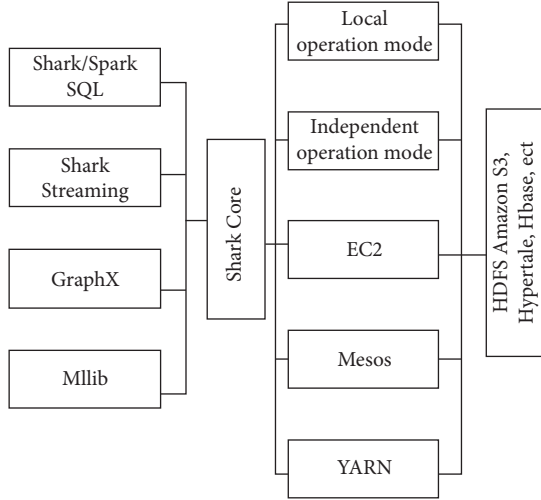 Shark/Spark
SQL
Shark
Streaming
GraphX
Mllib
Shark Core
Local
operation mode
Independent
operation mode
EC2
Mesos
YARN
HDFS Amazon S3,
Hypertale, Hbase, ect